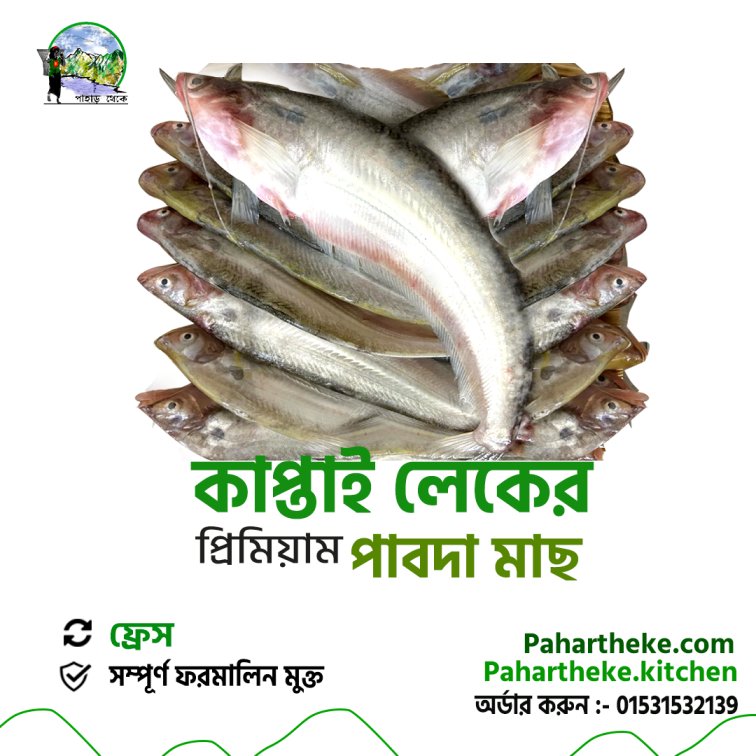 পাহাড় থেকে
কাপ্তাই লেকের
প্রিমিয়াম পাবদা মাছ
ফ্রেস
সম্পূর্ণ ফরমালিন মুক্ত
Pahartheke.com
Pahartheke.kitchen
অর্ডার করুন :- 01531532139